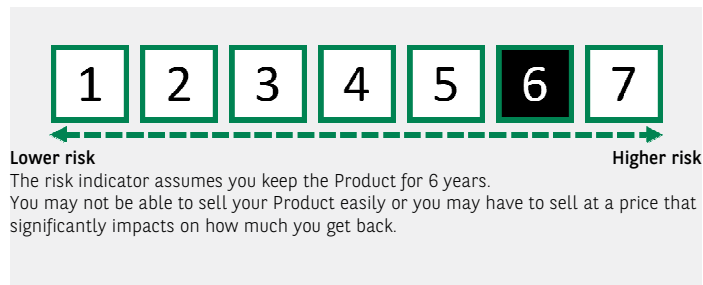 1 2 3 4 5 6 7
Lower risk Higher risk
The risk indicator assumes you keep the Product for 6 years.
You may not be able to sell your Product easily or you may have to sell at a price that
significantly impacts on how much you get back.